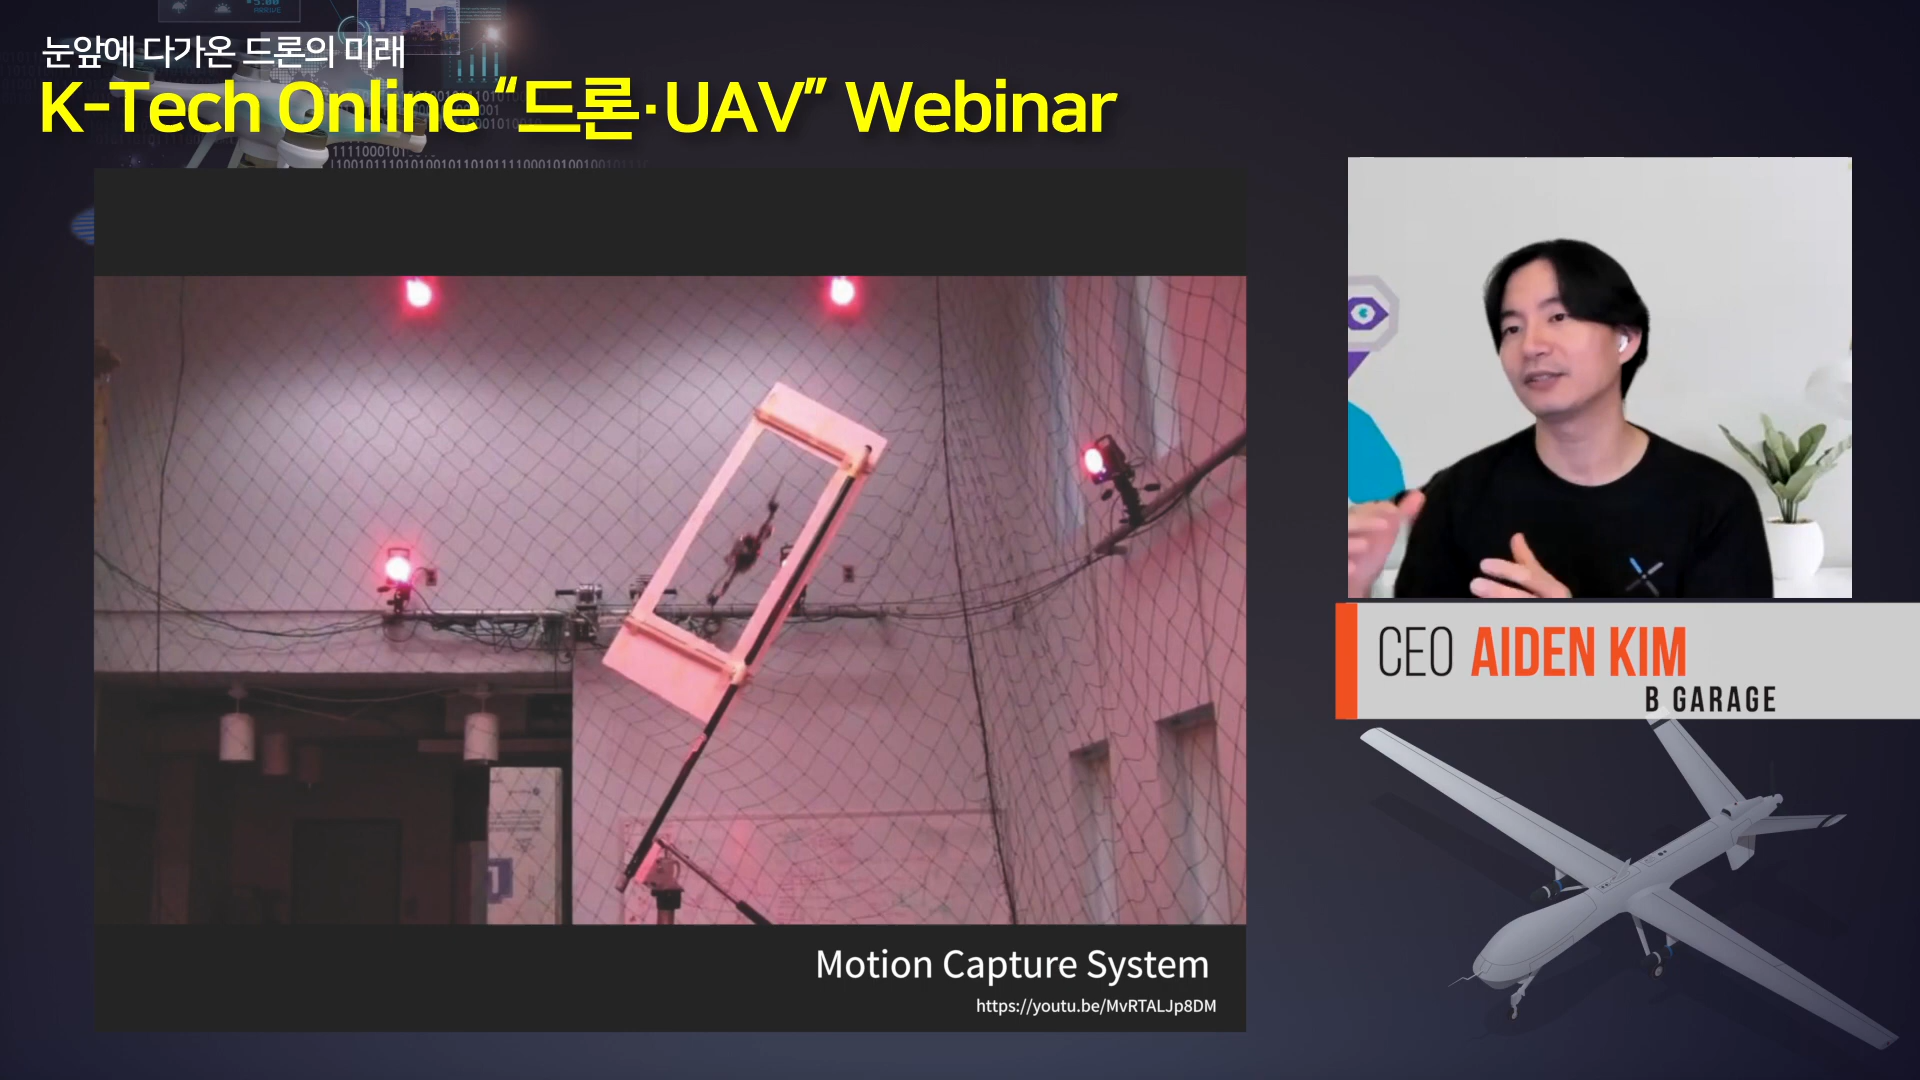 눈앞에 다가온 드론의 미래
K-Tech Online “드론·UAV” Webinar
Motion Capture System
https://youtu.be/MvRTALJp8DM
CEO AIDEN KIM
B GARAGE